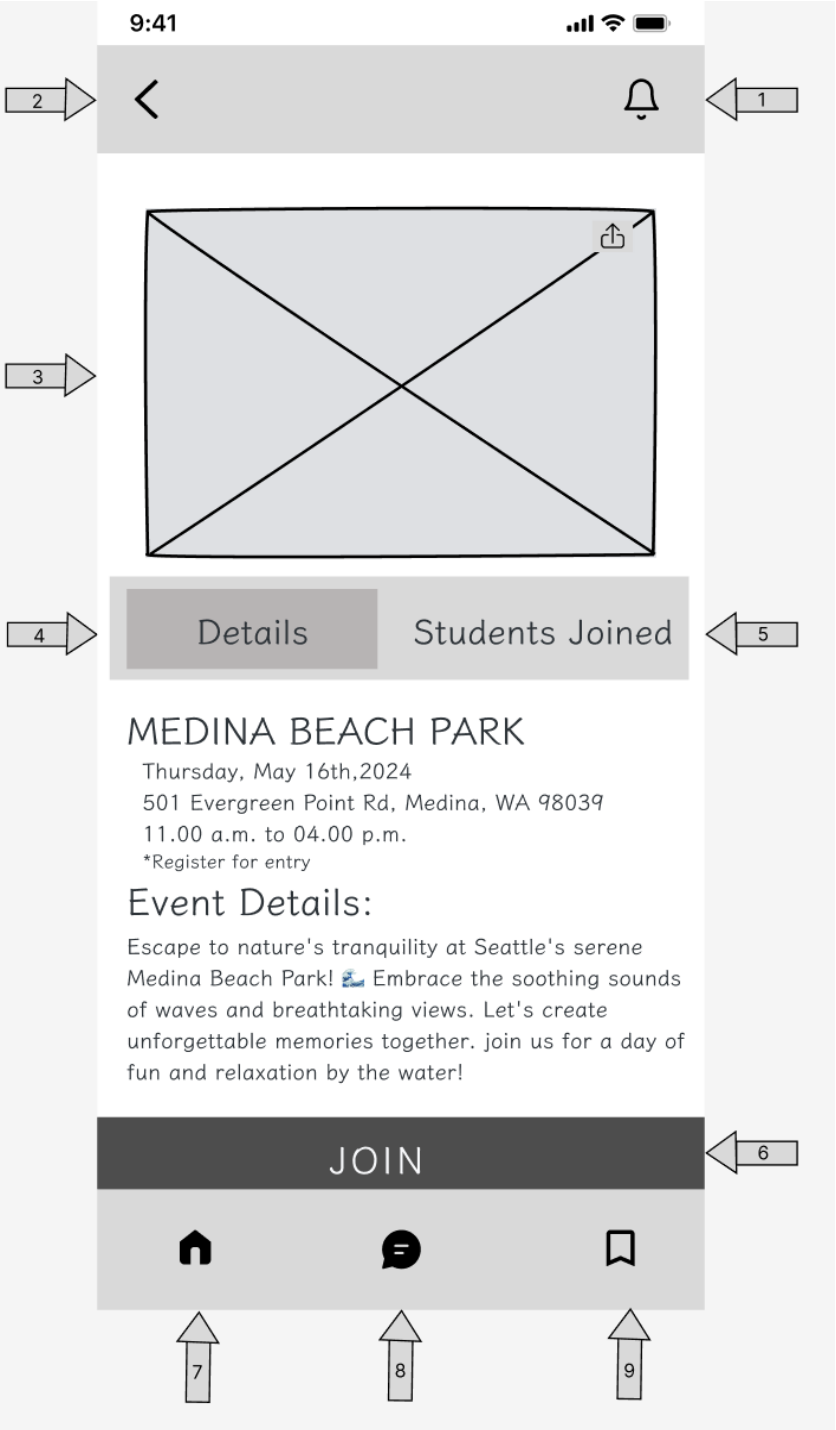 9:41
2
1
3
4
Details
Students Joined
5
MEDINA BEACH PARK
Thursday, May 16th,2024
501 Evergreen Point Rd, Medina, WA 98039
11.00 a.m. to 04.00 p.m.
*Register for entry
Event Details:
Escape to nature's tranquility at Seattle's serene
Medina Beach Park! 🌊 Embrace the soothing sounds
of waves and breathtaking views. Let's create
unforgettable memories together. join us for a day of
fun and relaxation by the water!
JOIN
6
7
8
9